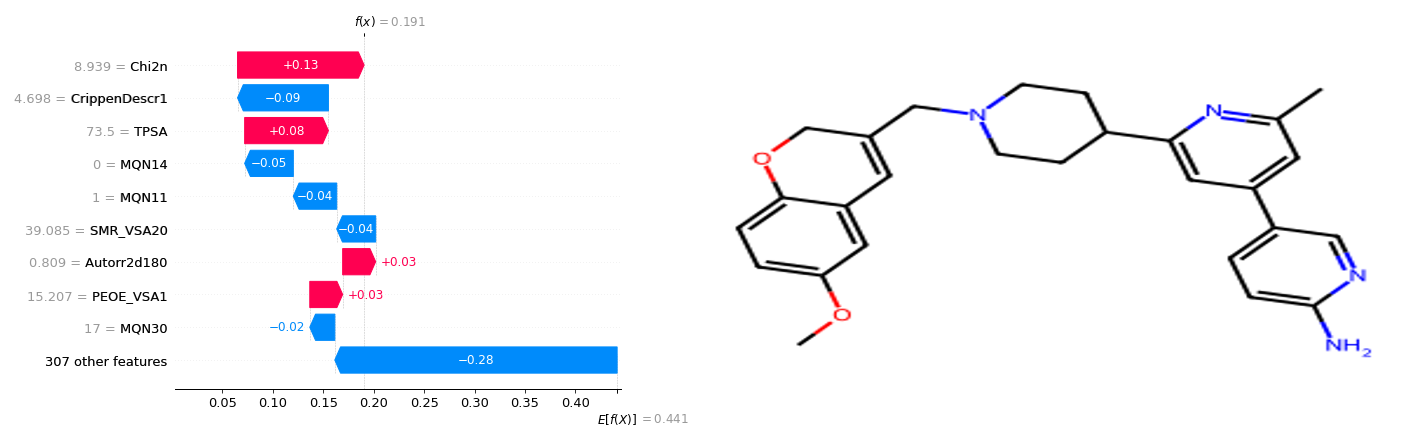 f(x) = 0.191
8.939 = Chi2n
+0.13
4.698 = CrippenDescr1
−0.09
73.5 = TPSA
+0.08
0 = MQN14
−0.05
1 = MQN11
−0.04
39.085 = SMR_VSA20
−0.04
0.809 = Autorr2d180
+0.03
15.207 = PEOE_VSA1
+0.03
17 = MQN30
−0.02
307 other features
−0.28
0.05 0.10 0.15 0.20 0.25 0.30 0.35 0.40
E[f(X)] = 0.441
N
N
O
N
O
NH2